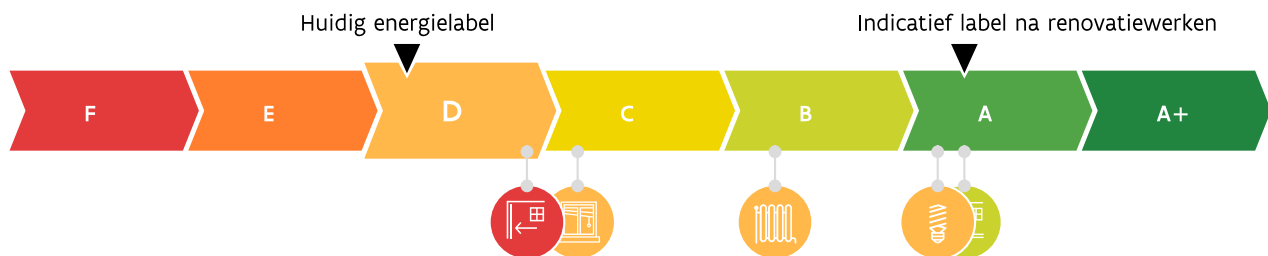 Huidig energielabel
Indicatief label na renovatiewerken
F E D C B A A+